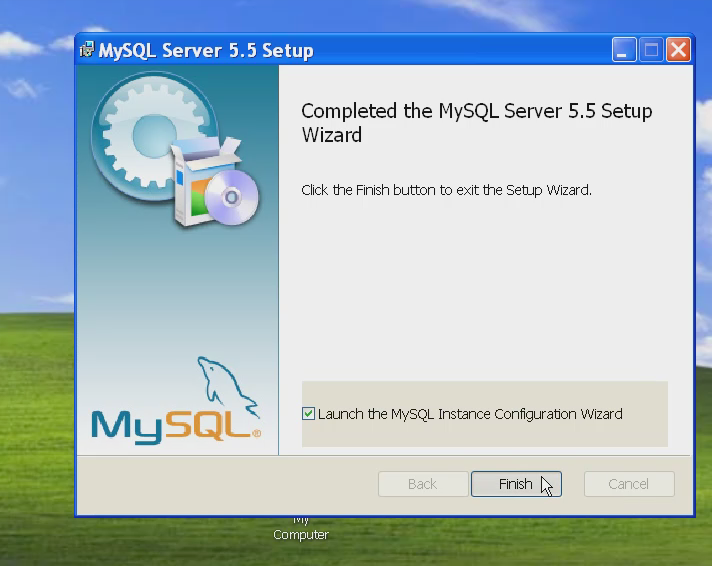 MySQL Server 5.5 Setup
Completed the MySQL Server 5.5 Setup
Wizard
Click the Finish button to exit the Setup Wizard.
MySQL®
Launch the MySQL Instance Configuration Wizard
Back
Finish
Cancel
My
Computer